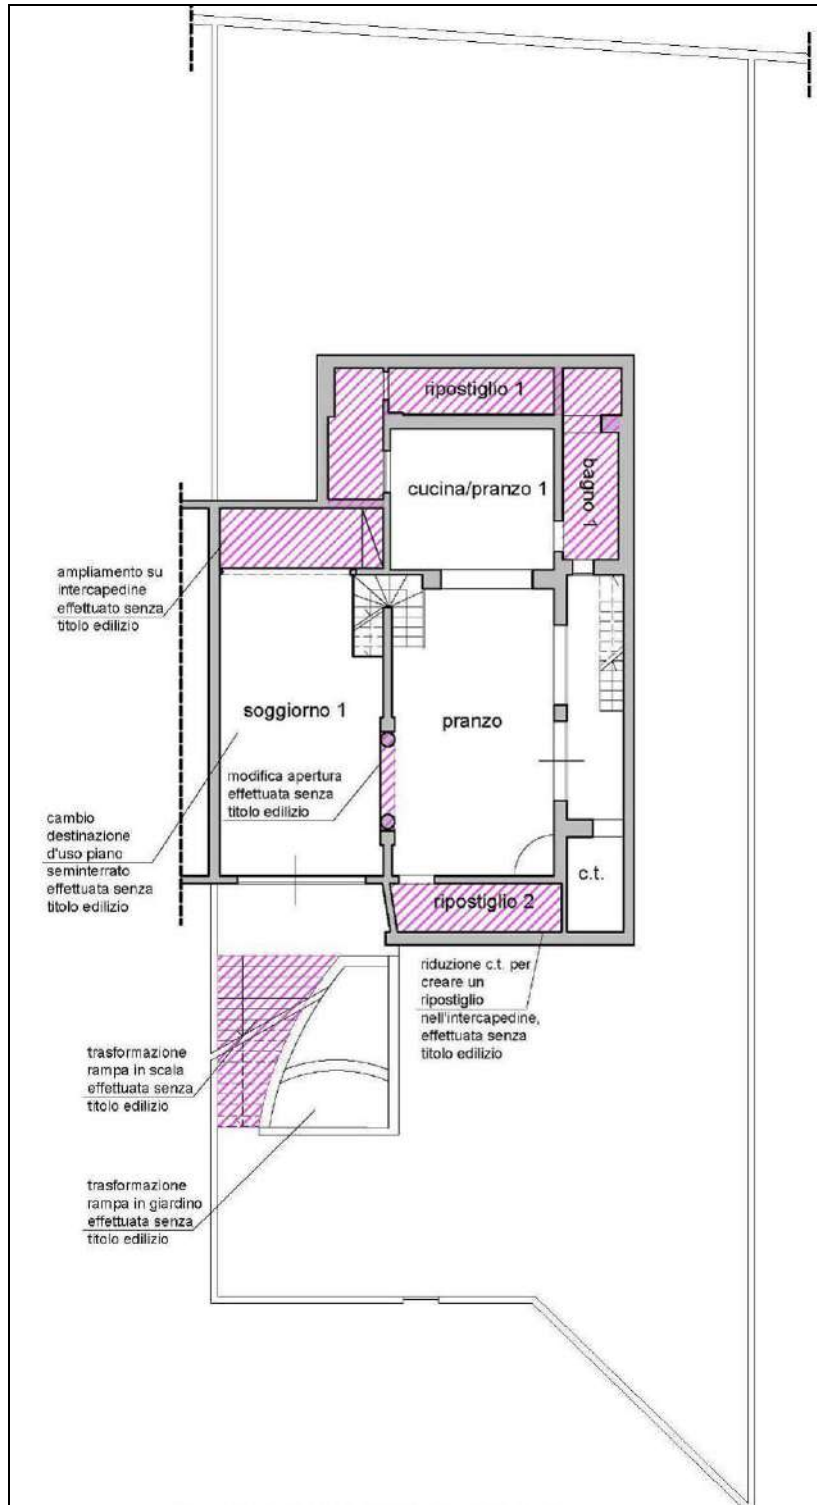 ripostiglio 1
cucina/pranzo 1
bagno 1
ampliamento su
intercapedine
effettuato senza
titolo edilizio
soggiorno 1
pranzo
modifica apertura
effettuata senza
titolo edilizio
cambio
destinazione
d'uso piano
seminterrato
effettuata senza
titolo edilizio
c.t.
ripostiglio 2
riduzione c.t. per
creare un
ripostiglio
nell'intercapedine,
effettuata senza
titolo edilizio
trasformazione
rampa in scala
effettuata senza
titolo edilizio
trasformazione
rampa in giardino
effettuata senza
titolo edilizio